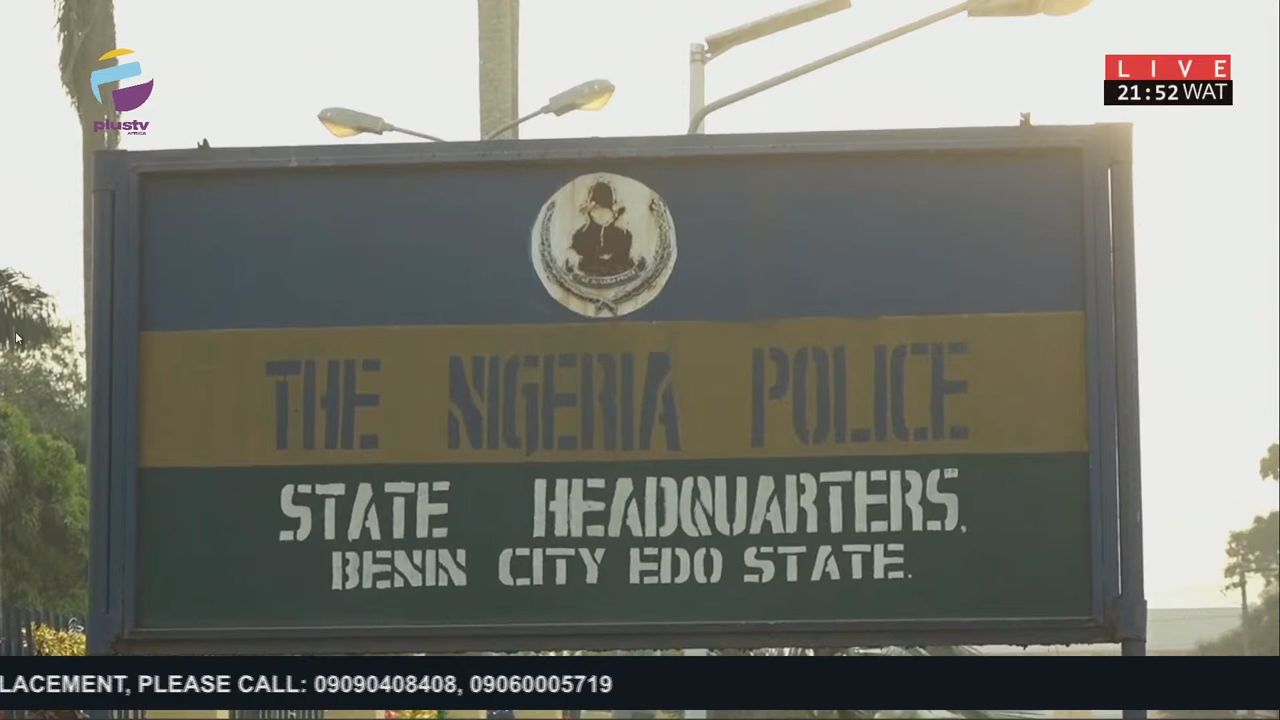 plustv
AFRICA
LIVE
21:52 WAT
THE NIGERIA POLICE
STATE HEADQUARTERS.
BENIN CITY EDO STATE.
LACEMENT, PLEASE CALL: 09090408408, 09060005719